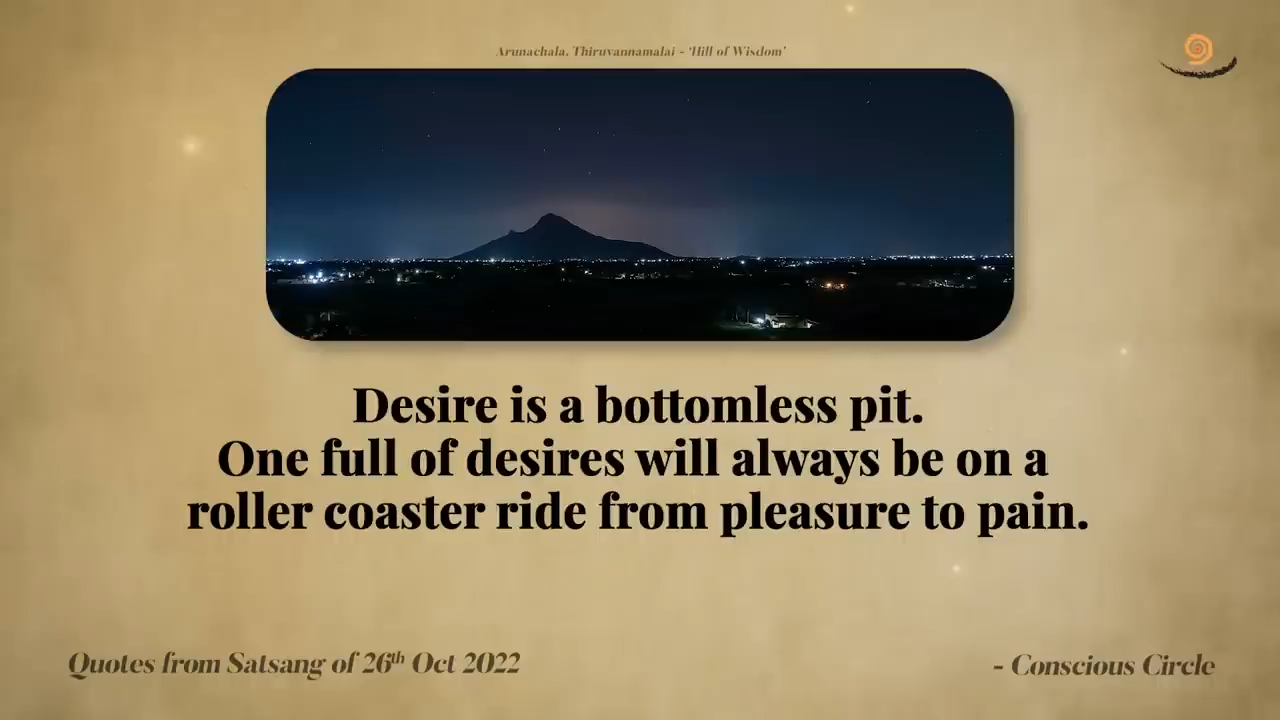 Arunachala, Thiruvannamalai - 'Hill of Wisdom'
Desire is a bottomless pit.
One full of desires will always be on a
roller coaster ride from pleasure to pain.
Quotes from Satsang of 26th Oct 2022
- Conscious Circle